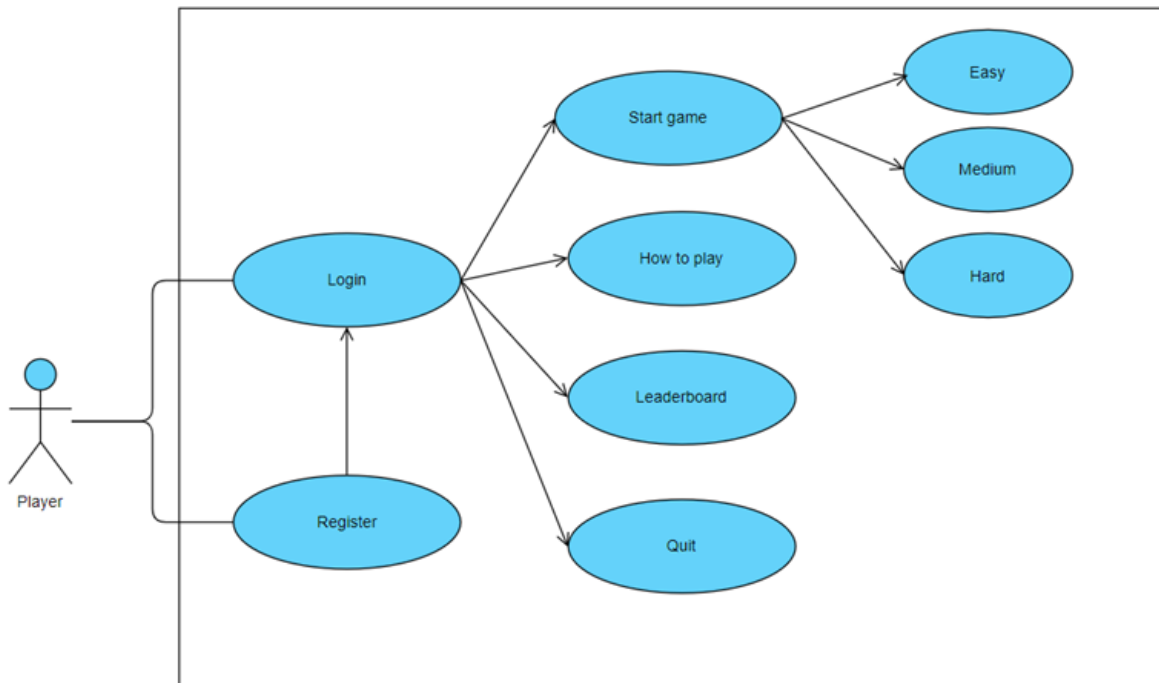 Easy
Start game
Medium
How to play
Login
Hard
Leaderboard
Player
Register
Quit